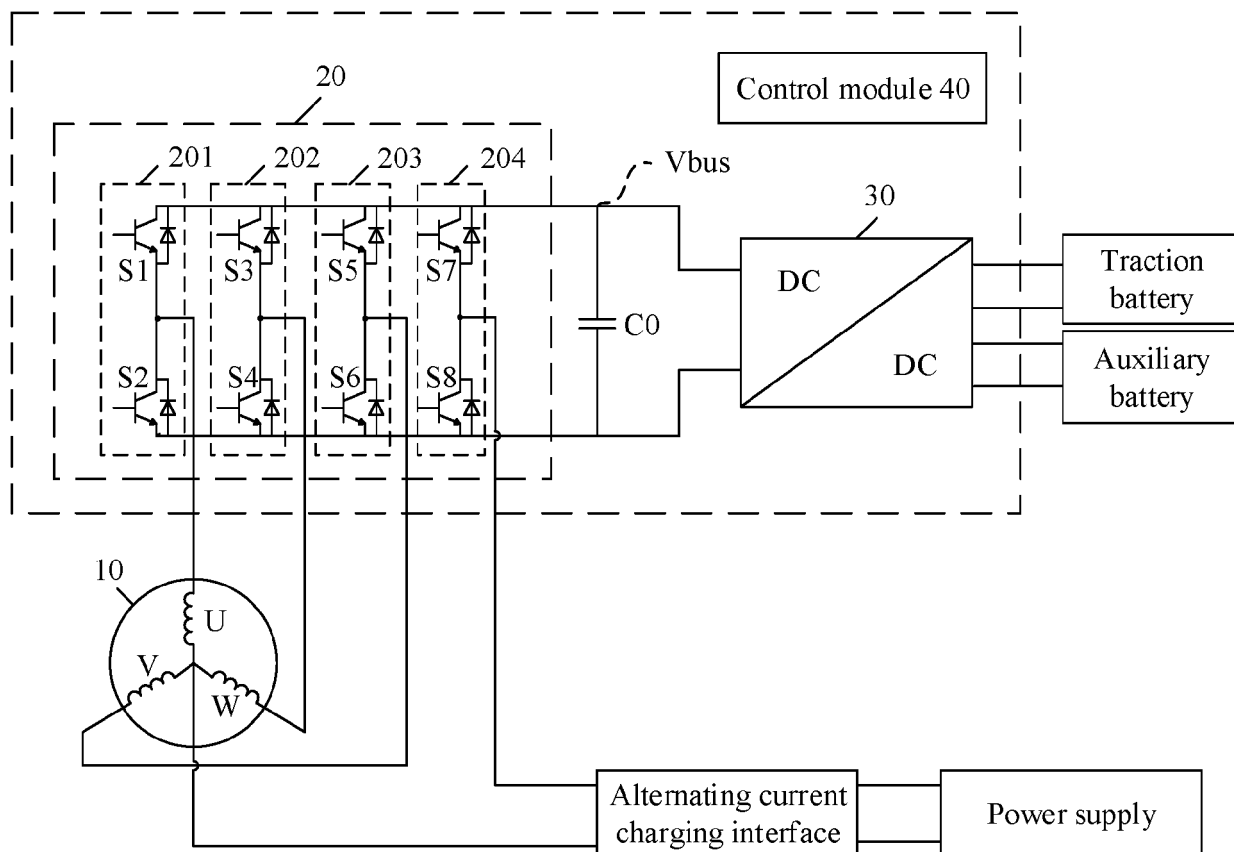 Control module 40
20
201
202
203
204
Vbus
30
S1
S3
S5
S7
DC
DC
C0
Traction
battery
S2
S4
S6
S8
Auxiliary
battery
10
U
V
W
Alternating current
charging interface
Power supply